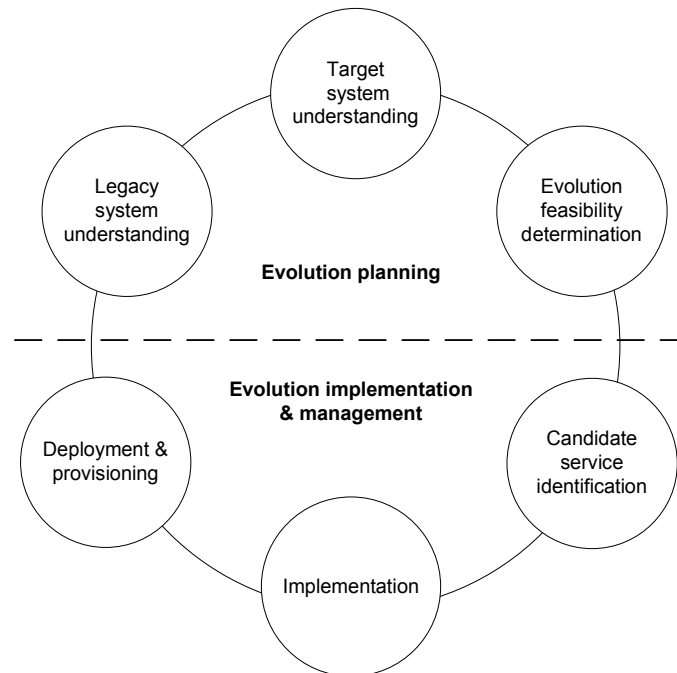 Target
system
understanding
Legacy
system
understanding
Evolution
feasibility
determination
Evolution planning
Evolution implementation
& management
Deployment &
provisioning
Candidate
service
identification
Implementation